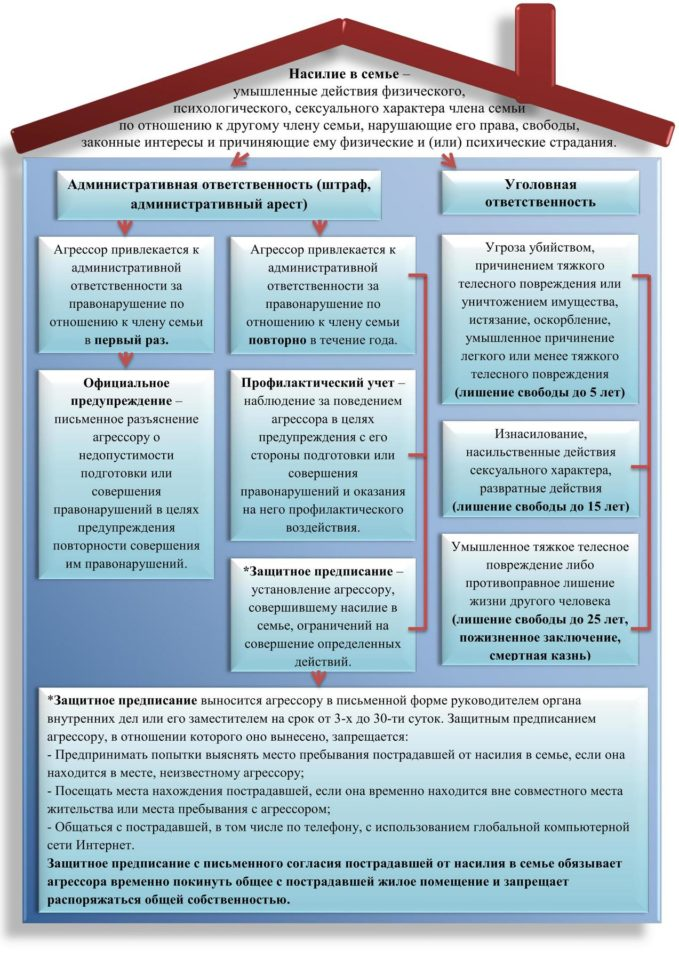 Насилие в семье –
умышленные действия физического,
психологического, сексуального характера члена семьи
по отношению к другому члену семьи, нарушающие его права, свободы,
законные интересы и причиняющие ему физические и (или) психические страдания.
Административная ответственность (штраф,
административный арест)
Уголовная
ответственность
Агрессор привлекается к
административной
ответственности за
правонарушение по
отношению к члену семьи
в первый раз.
Официальное
предупреждение –
письменное разъяснение
агрессору о
недопустимости
подготовки или
совершения
правонарушений в целях
предупреждения
повторности совершения
им правонарушений.
Агрессор привлекается к
административной
ответственности за
правонарушение по
отношению к члену семьи
повторно в течение года.
Профилактический учет –
наблюдение за поведением
агрессора в целях
предупреждения с его
стороны подготовки или
совершения
правонарушений и оказания
на него профилактического
воздействия.
*Защитное предписание –
установление агрессору,
совершившему насилие в
семье, ограничений на
совершение определенных
действий.
Угроза убийством,
причинением тяжкого
телесного повреждения или
уничтожением имущества,
истязание, оскорбление,
умышленное причинение
легкого или менее тяжкого
телесного повреждения
(лишение свободы до 5 лет)
Изнасилование,
насильственные действия
сексуального характера,
развратные действия
(лишение свободы до 15 лет)
Умышленное тяжкое телесное
повреждение либо
противоправное лишение
жизни другого человека
(лишение свободы до 25 лет,
пожизненное заключение,
смертная казнь)
*Защитное предписание выносится агрессору в письменной форме руководителем органа
внутренних дел или его заместителем на срок от 3-х до 30-ти суток. Защитным предписанием
агрессору, в отношении которого оно вынесено, запрещается:
- Предпринимать попытки выяснять место пребывания пострадавшей от насилия в семье, если она
находится в месте, неизвестному агрессору;
- Посещать места нахождения пострадавшей, если она временно находится вне совместного места
жительства или места пребывания с агрессором;
- Общаться с пострадавшей, в том числе по телефону, с использованием глобальной компьютерной
сети Интернет.
Защитное предписание с письменного согласия пострадавшей от насилия в семье обязывает
агрессора временно покинуть общее с пострадавшей жилое помещение и запрещает
распоряжаться общей собственностью.